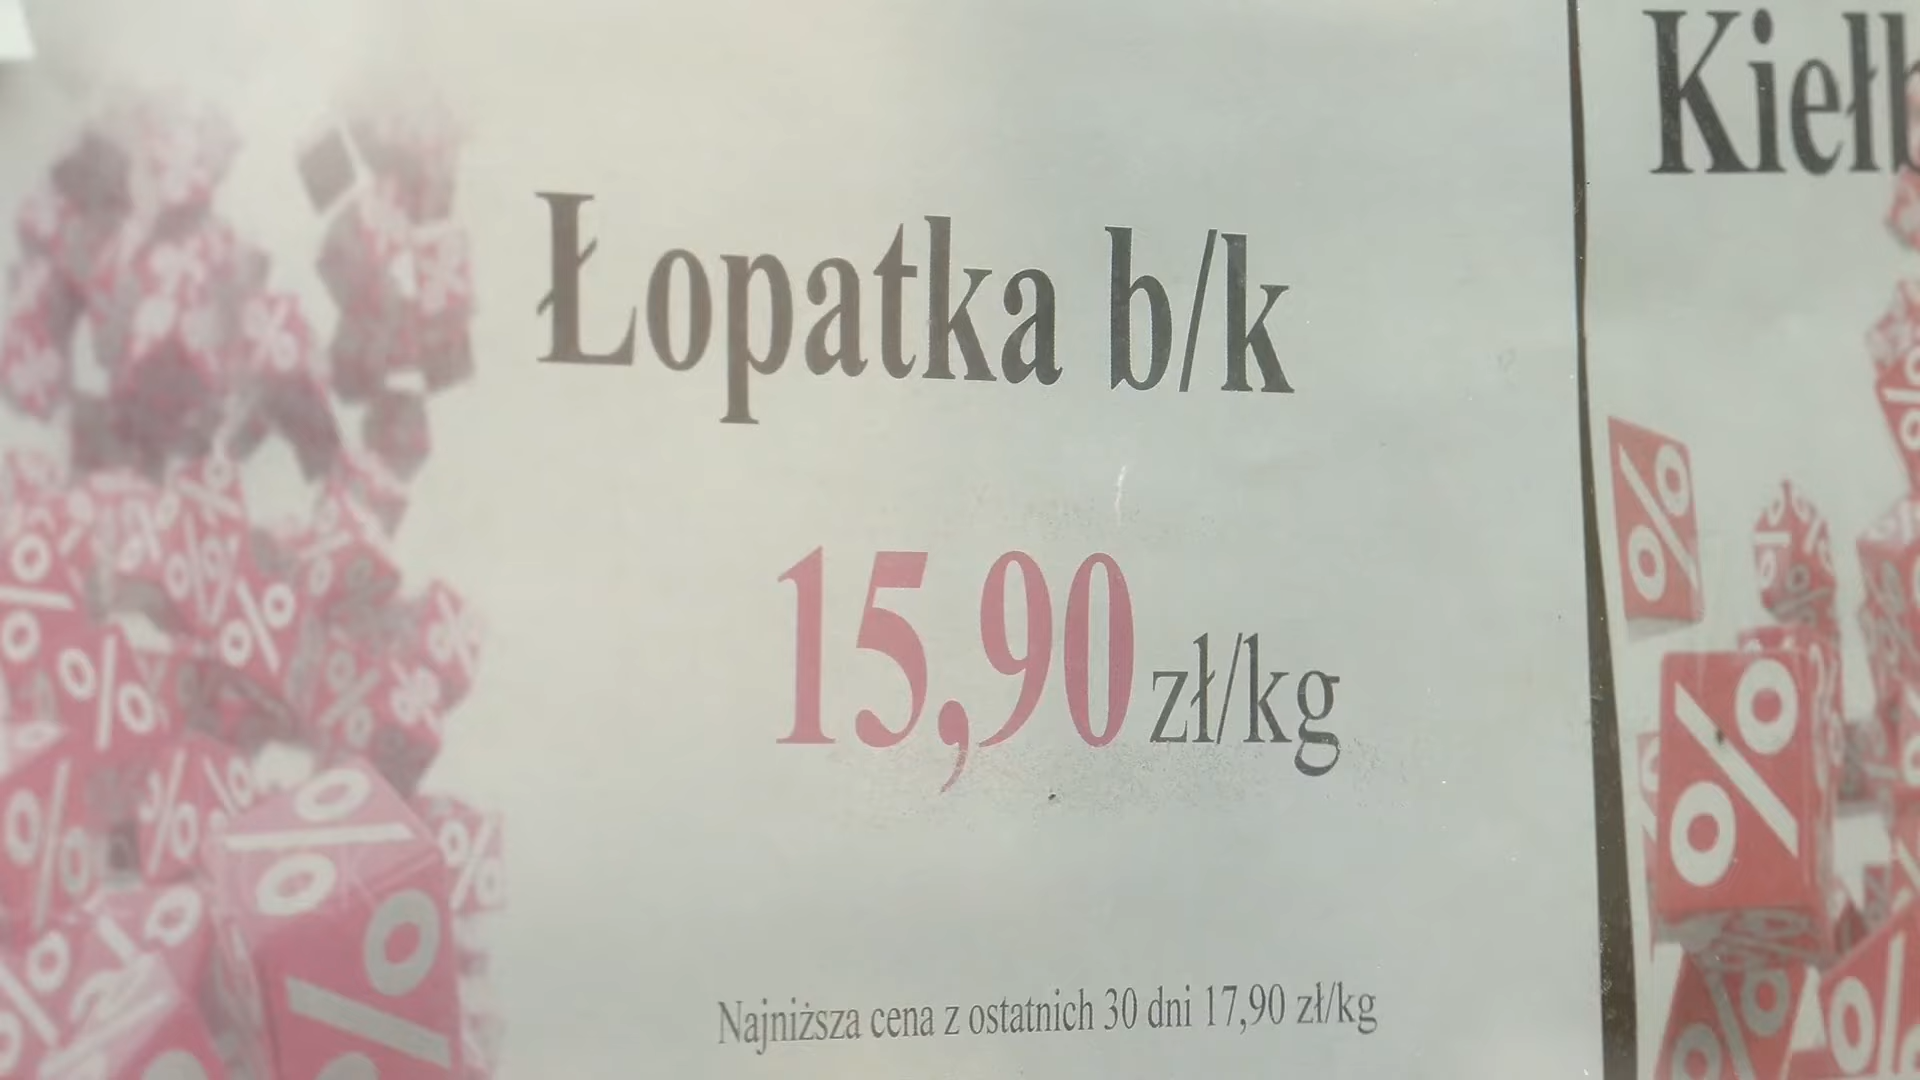 Łopatka b/k
15,90 zł/kg
Najniższa cena z ostatnich 30 dni 17,90 zł/kg